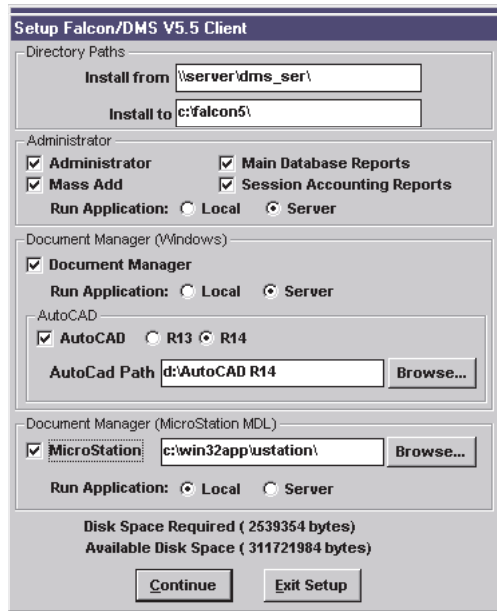 Setup Falcon/DMS V5.5 Client
Directory Paths
Install from \\server\dms_ser\
Install to c:\falcon5\
Administrator
Administrator Main Database Reports
Mass Add Session Accounting Reports
Run Application: Local Server
Document Manager (Windows)
Document Manager
Run Application: Local Server
AutoCAD
AutoCAD R13 R14
AutoCad Path d:\AutoCAD R14 Browse...
Document Manager (MicroStation MDL)
MicroStation c:\win32app\ustation\ Browse...
Run Application: Local Server
Disk Space Required ( 2539354 bytes)
Available Disk Space ( 311721984 bytes)
Continue Exit Setup